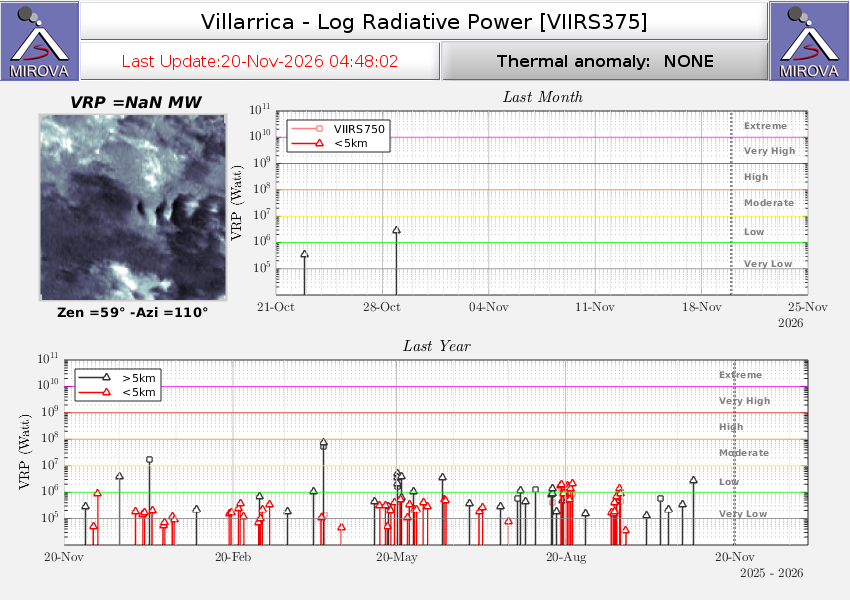 Villarrica - Log Radiative Power [VIIRS375]
MIROVA
Last Update:20-Nov-2026 04:48:02
Thermal anomaly: NONE
MIROVA
VRP =NaN MW
Zen =59° -Azi =110°
Last Month
VRP (Watt)
10^11
10^10
10^9
10^8
10^7
10^6
10^5
VIIRS750
<5km
Extreme
Very High
High
Moderate
Low
Very Low
21-Oct
28-Oct
04-Nov
11-Nov
18-Nov
25-Nov
2026
Last Year
VRP (Watt)
10^11
10^10
10^9
10^8
10^7
10^6
10^5
>5km
<5km
Extreme
Very High
High
Moderate
Low
Very Low
20-Nov
20-Feb
20-May
20-Aug
20-Nov
2025 - 2026